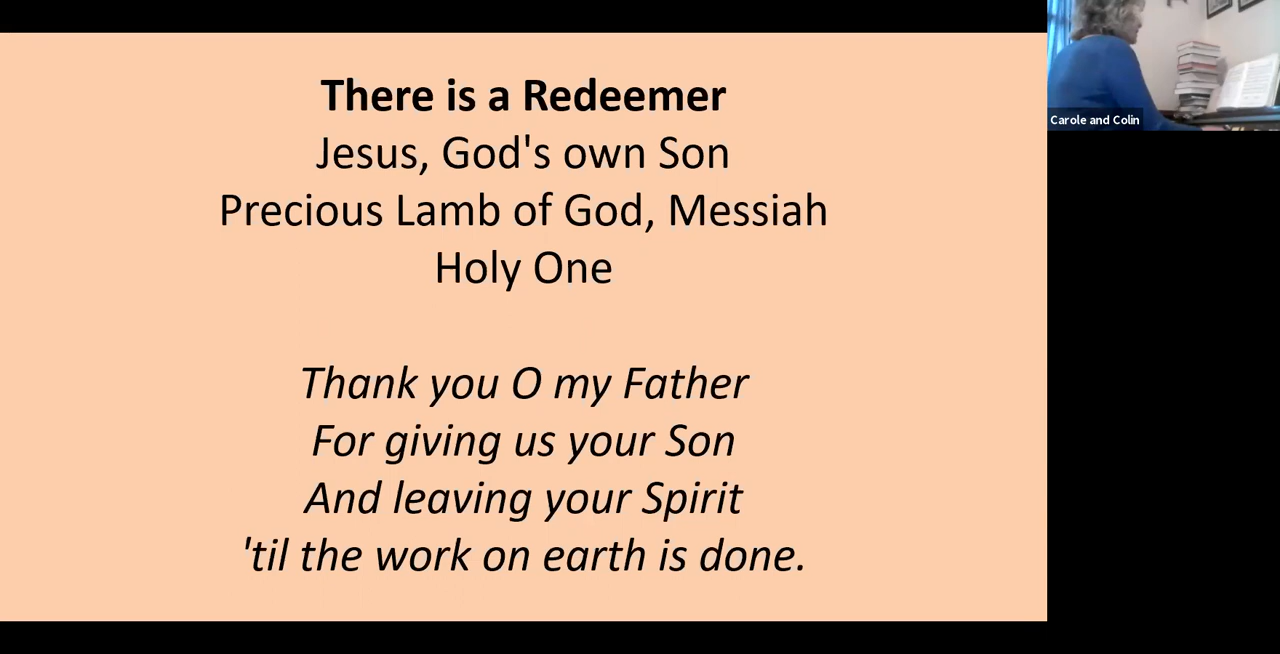 There is a Redeemer
Jesus, God's own Son
Precious Lamb of God, Messiah
Holy One
Thank you O my Father
For giving us your Son
And leaving your Spirit
'til the work on earth is done.
Carole and Colin